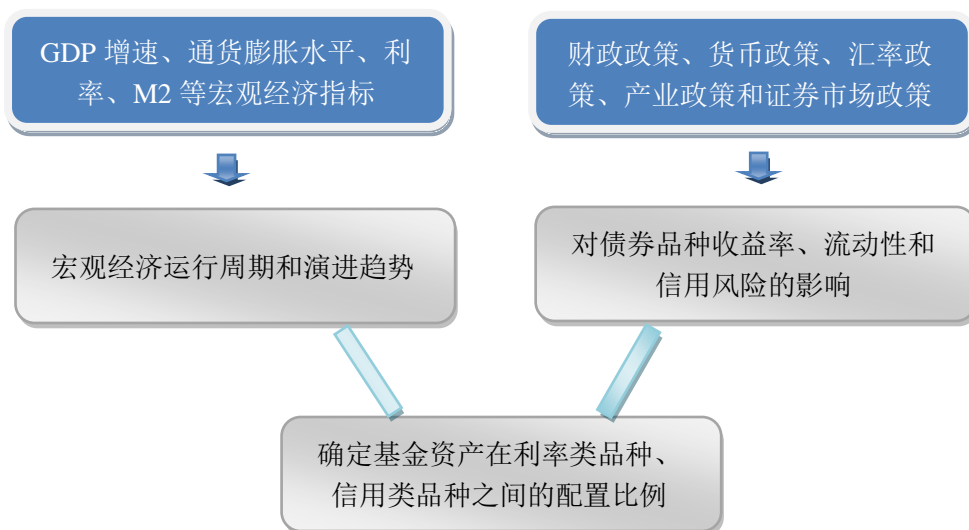 GDP 增速、通货膨胀水平、利
率、M2 等宏观经济指标
财政政策、货币政策、汇率政
策、产业政策和证券市场政策
宏观经济运行周期和演进趋势
对债券品种收益率、流动性和
信用风险的影响
确定基金资产在利率类品种、
信用类品种之间的配置比例